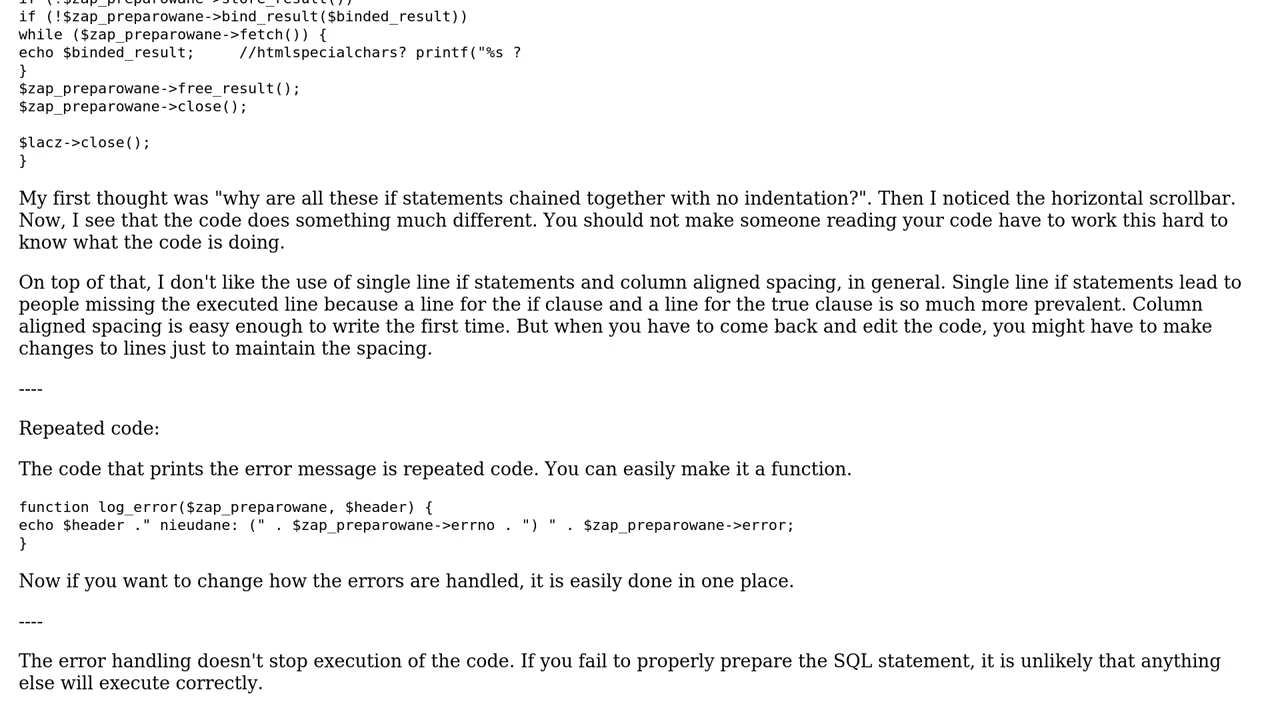 if (!$zap_preparowane->store_result())
if (!$zap_preparowane->bind_result($binded_result))
while ($zap_preparowane->fetch()) {
echo $binded_result;     //htmlspecialchars? printf("%s ?
}
$zap_preparowane->free_result();
$zap_preparowane->close();

$lacz->close();
}
My first thought was "why are all these if statements chained together with no indentation?". Then I noticed the horizontal scrollbar.
Now, I see that the code does something much different. You should not make someone reading your code have to work this hard to
know what the code is doing.
On top of that, I don't like the use of single line if statements and column aligned spacing, in general. Single line if statements lead to
people missing the executed line because a line for the if clause and a line for the true clause is so much more prevalent. Column
aligned spacing is easy enough to write the first time. But when you have to come back and edit the code, you might have to make
changes to lines just to maintain the spacing.
----
Repeated code:
The code that prints the error message is repeated code. You can easily make it a function.
function log_error($zap_preparowane, $header) {
echo $header ." nieudane: (" . $zap_preparowane->errno . ") " . $zap_preparowane->error;
}
Now if you want to change how the errors are handled, it is easily done in one place.
----
The error handling doesn't stop execution of the code. If you fail to properly prepare the SQL statement, it is unlikely that anything
else will execute correctly.